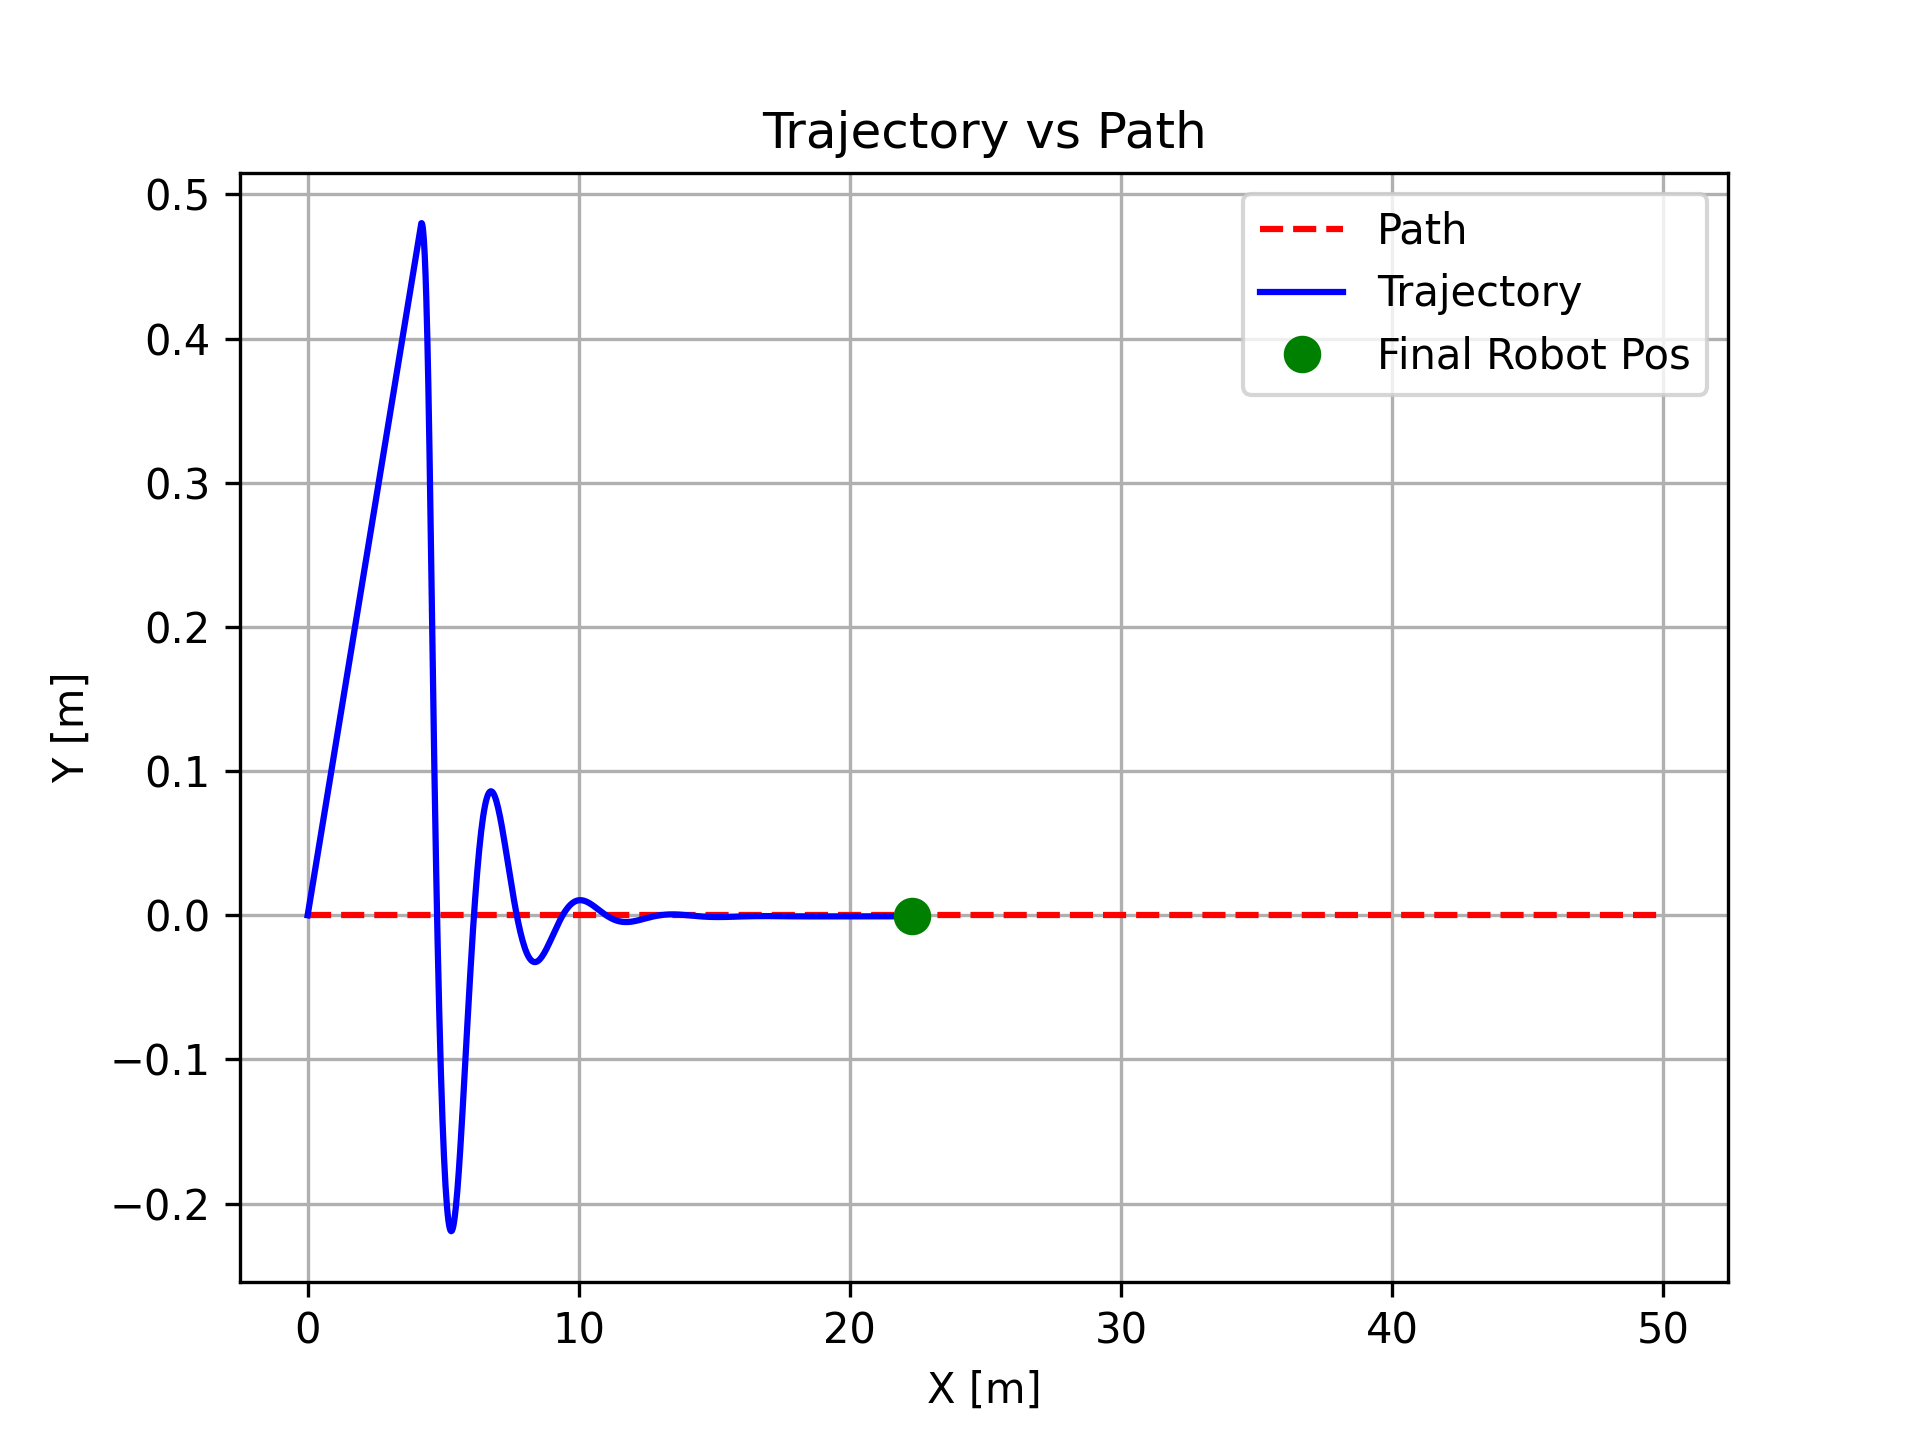 Trajectory vs Path
0.5
0.4
0.3
0.2
0.1
0.0
−0.1
−0.2
Y [m]
Path
Trajectory
Final Robot Pos
0 10 20 30 40 50
X [m]